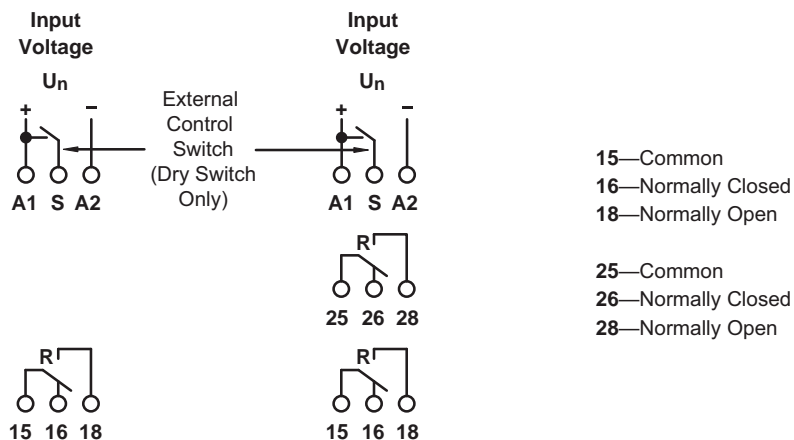 Input
Voltage
Un
+ –
A1 S A2
External
Control
Switch
(Dry Switch
Only)
Input
Voltage
Un
+ –
A1 S A2
R
25 26 28
R
15 16 18
R
15 16 18
15—Common
16—Normally Closed
18—Normally Open
25—Common
26—Normally Closed
28—Normally Open